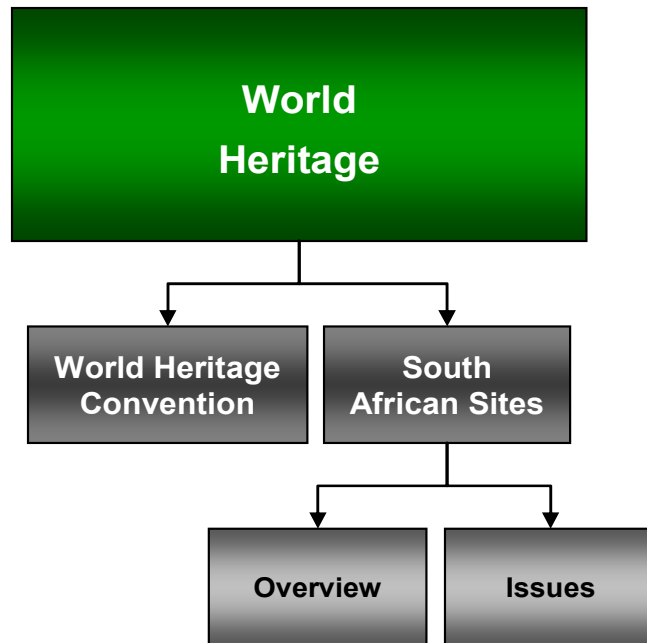 World
Heritage
World Heritage
Convention
South
African Sites
Overview
Issues